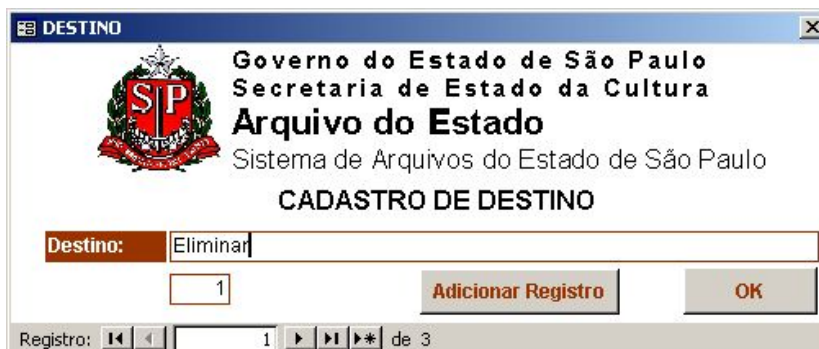 DESTINO
Governo do Estado de São Paulo
Secretaria de Estado da Cultura
Arquivo do Estado
Sistema de Arquivos do Estado de São Paulo
CADASTRO DE DESTINO
Destino: Eliminar
1 Adicionar Registro OK
Registro: 1 de 3
SP